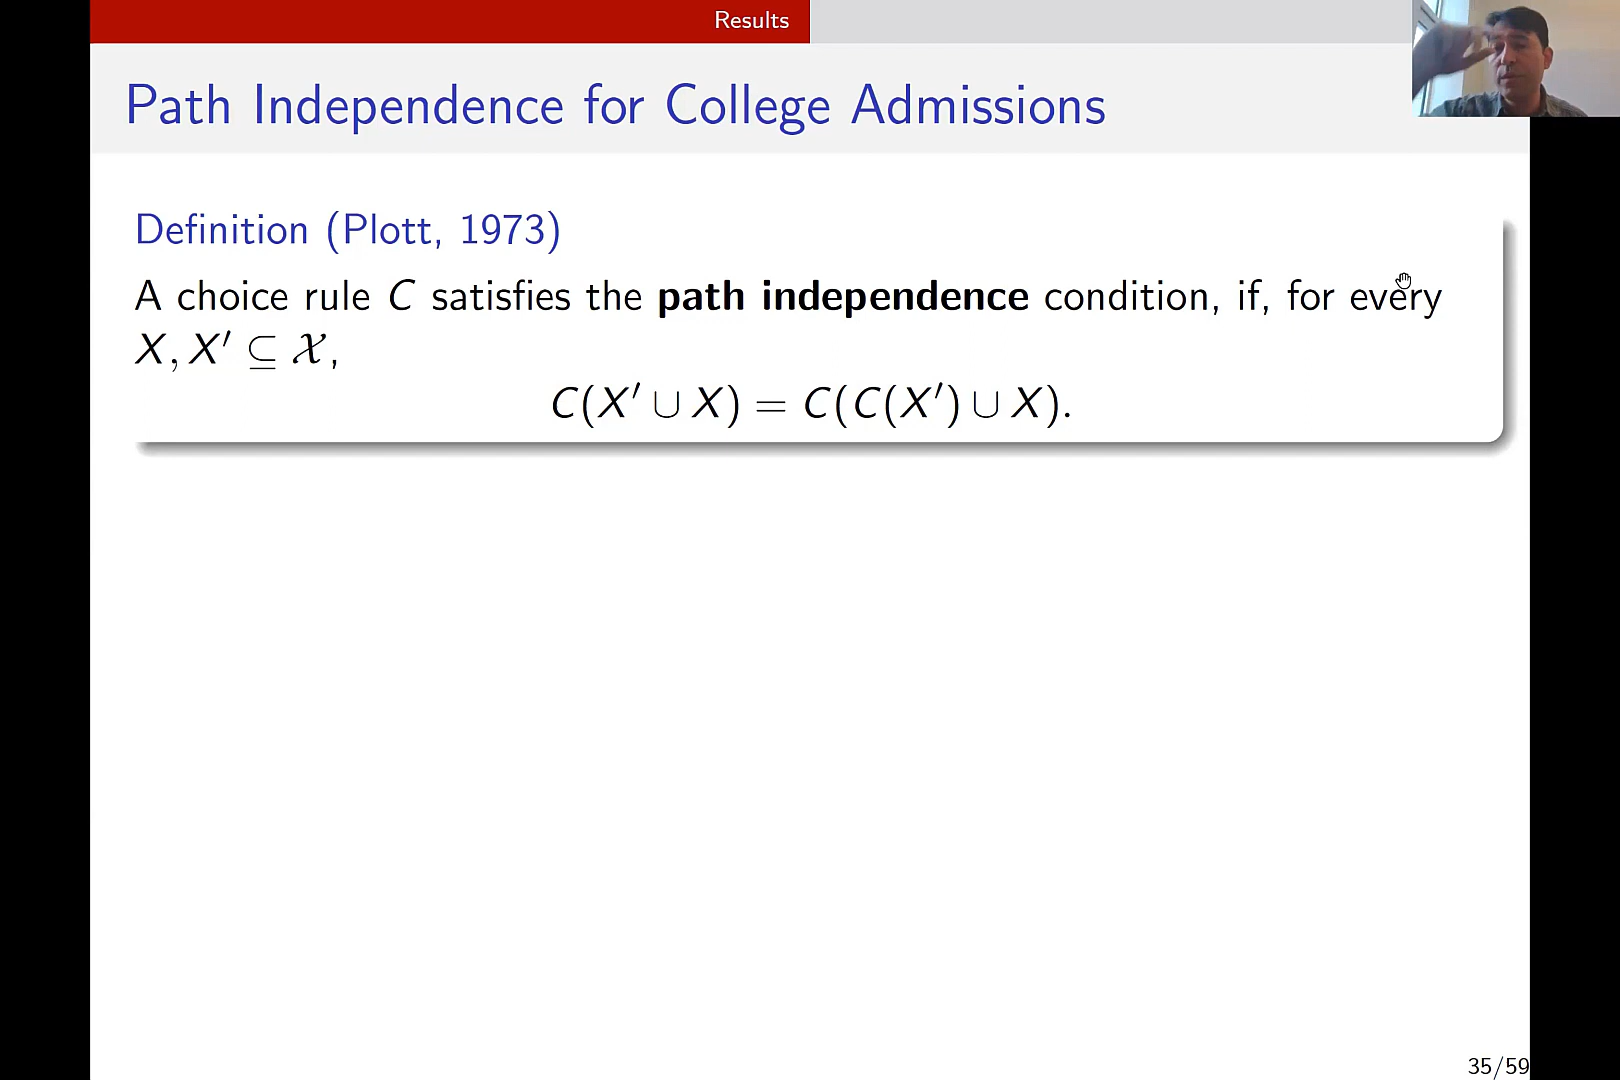 Results
Path Independence for College Admissions
Definition (Plott, 1973)
A choice rule C satisfies the path independence condition, if, for every
X, X′ ⊆ 𝒳,
C(X′ ∪ X) = C(C(X′) ∪ X).
35/59